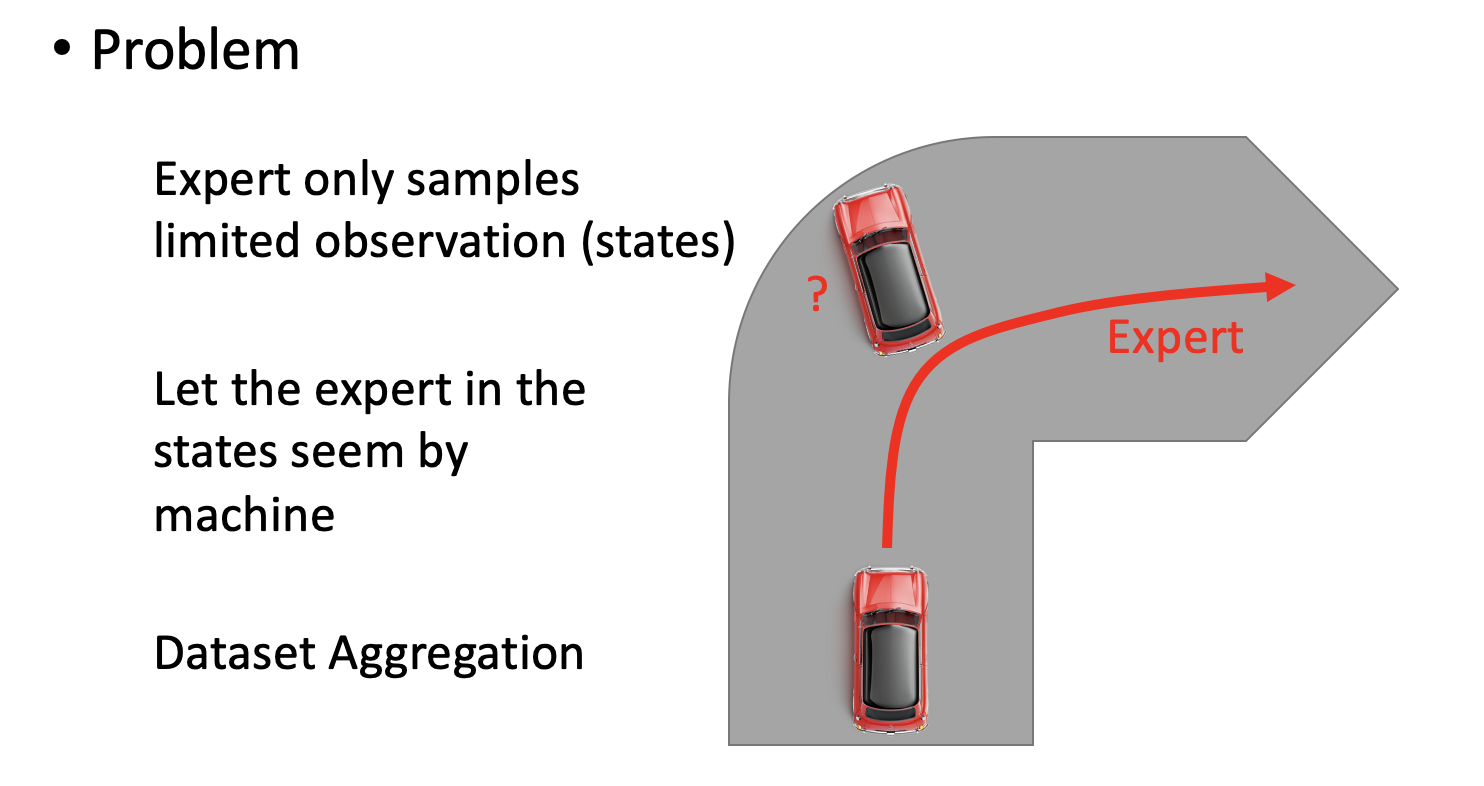 • Problem
Expert only samples
limited observation (states)
Let the expert in the
states seem by
machine
Dataset Aggregation
?
Expert